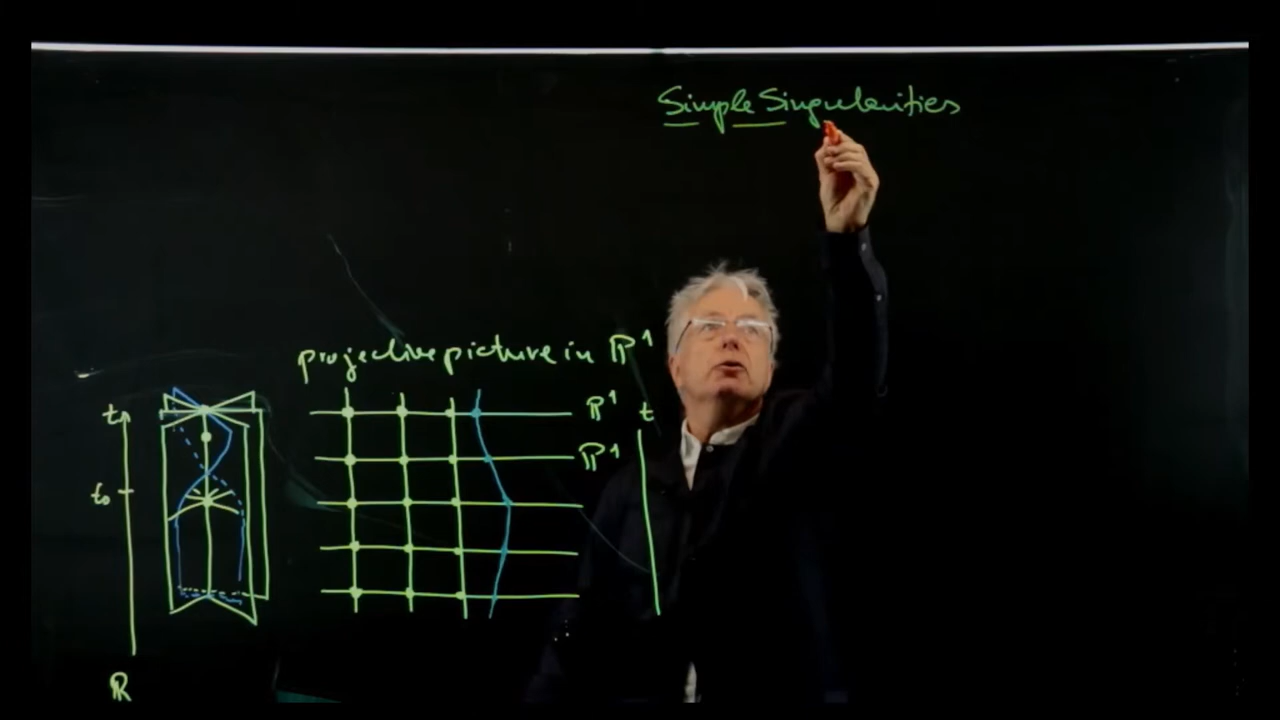 Simple Singularities
projective picture in ℙ¹
t
ℙ¹
t
ℙ¹
t₀
ℝ